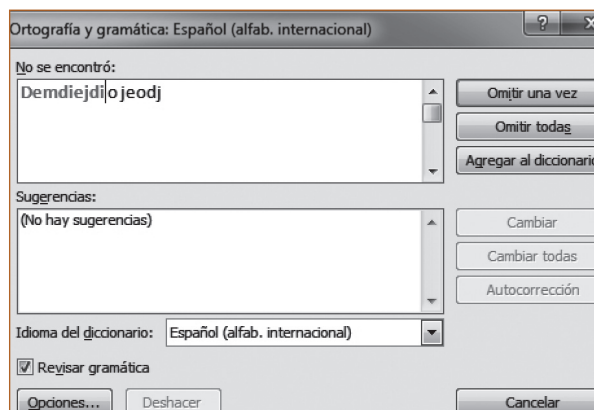 Ortografía y gramática: Español (alfab. internacional)
No se encontró:
Demdiejdio jeodj
Omitir una vez
Omitir todas
Agregar al diccionario
Sugerencias:
(No hay sugerencias)
Cambiar
Cambiar todas
Autocorrección
Idioma del diccionario: Español (alfab. internacional)
Revisar gramática
Opciones... Deshacer Cancelar